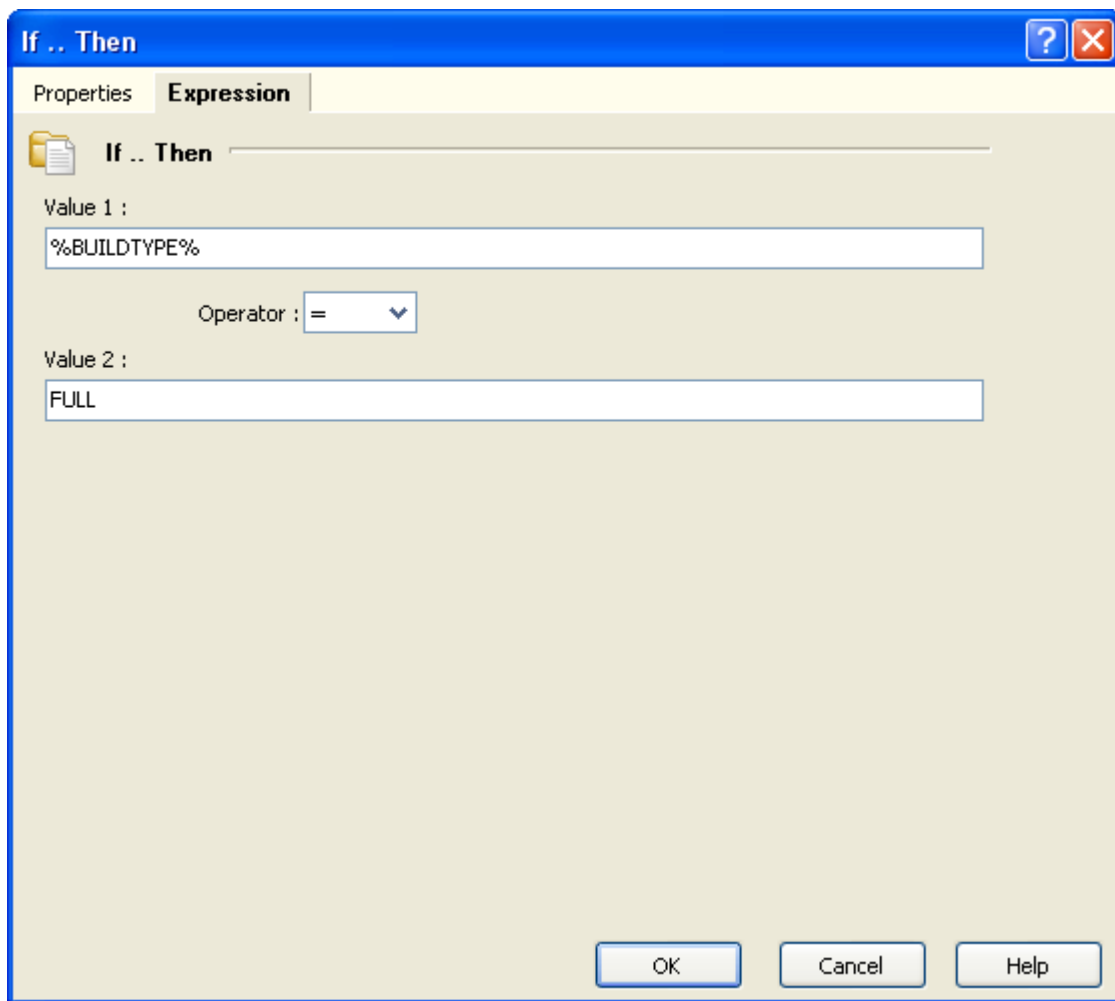 If .. Then
Properties Expression
If .. Then
Value 1 :
%BUILDTYPE%
Operator : =
Value 2 :
FULL
OK Cancel Help